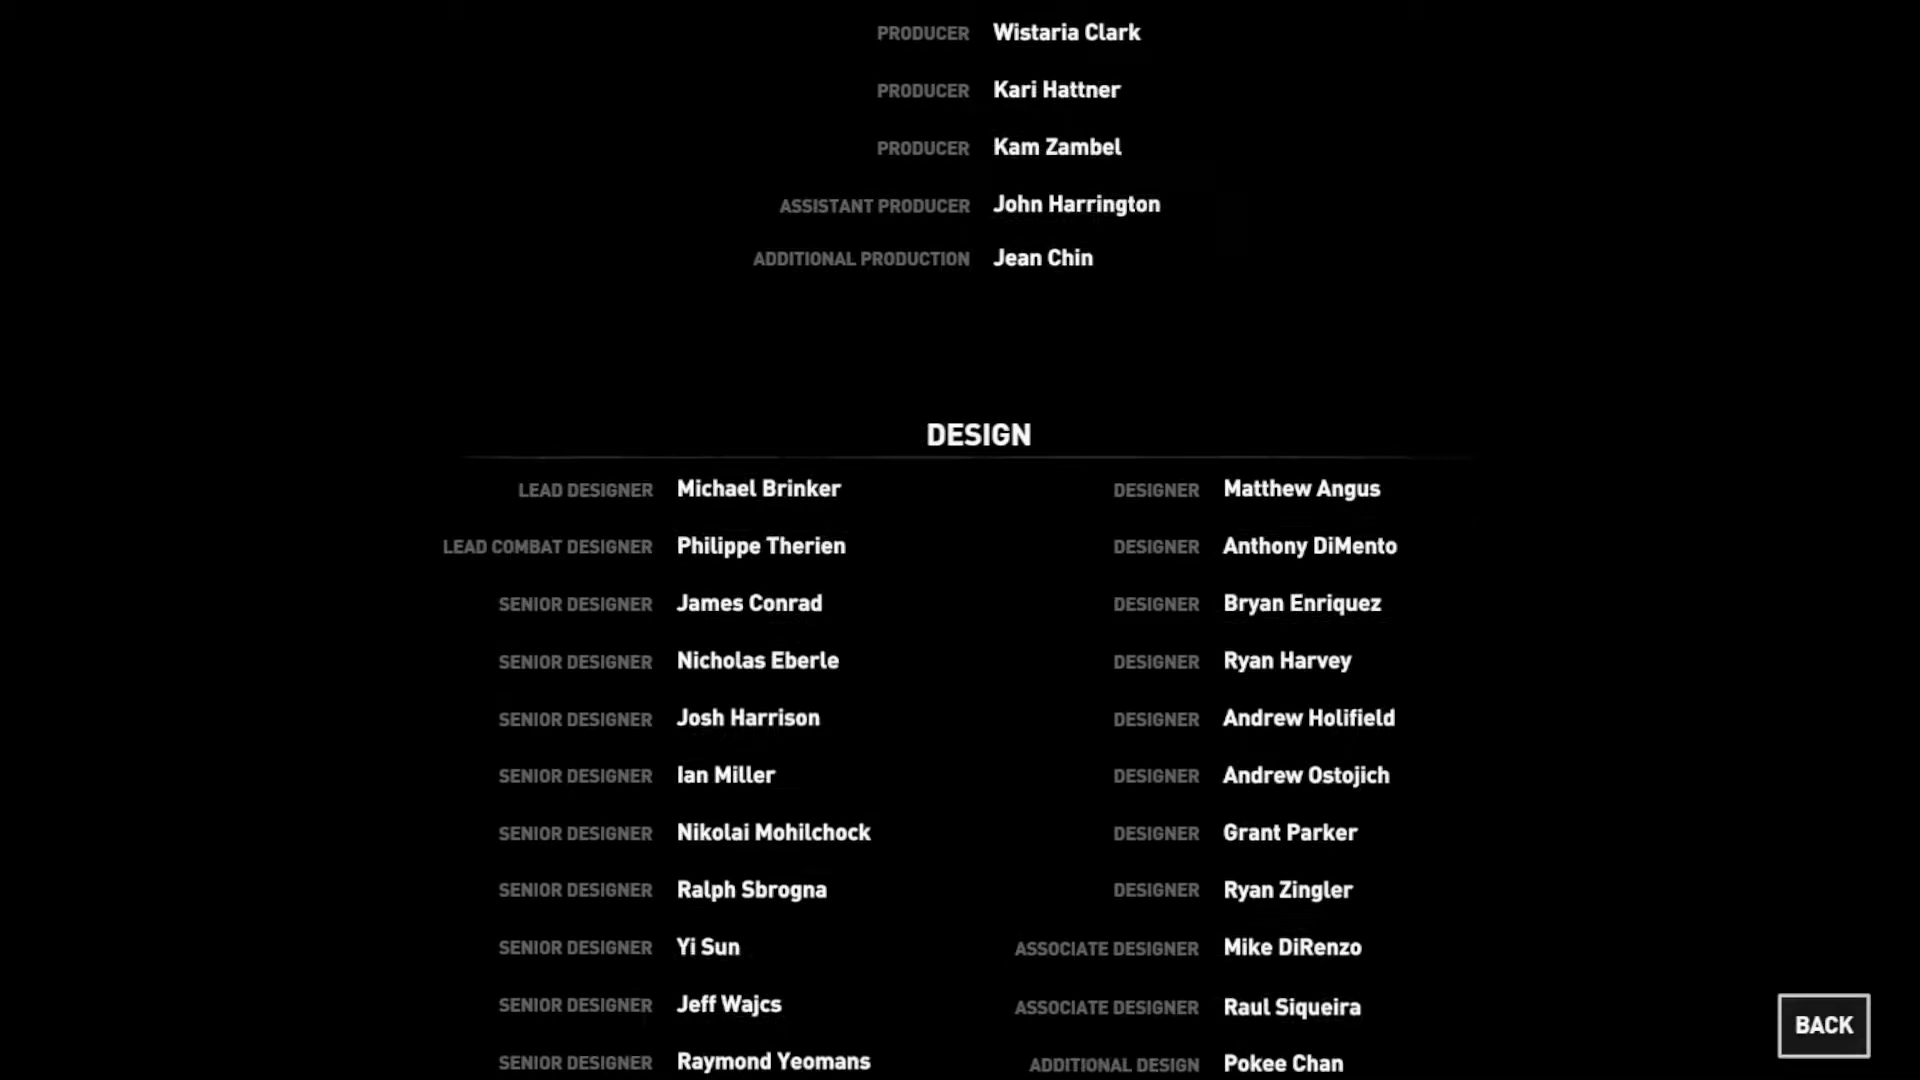 PRODUCER Wistaria Clark
PRODUCER Kari Hattner
PRODUCER Kam Zambel
ASSISTANT PRODUCER John Harrington
ADDITIONAL PRODUCTION Jean Chin
DESIGN
LEAD DESIGNER Michael Brinker DESIGNER Matthew Angus
LEAD COMBAT DESIGNER Philippe Therien DESIGNER Anthony DiMento
SENIOR DESIGNER James Conrad DESIGNER Bryan Enriquez
SENIOR DESIGNER Nicholas Eberle DESIGNER Ryan Harvey
SENIOR DESIGNER Josh Harrison DESIGNER Andrew Holifield
SENIOR DESIGNER Ian Miller DESIGNER Andrew Ostojich
SENIOR DESIGNER Nikolai Mohilchock DESIGNER Grant Parker
SENIOR DESIGNER Ralph Sbrogna DESIGNER Ryan Zingler
SENIOR DESIGNER Yi Sun ASSOCIATE DESIGNER Mike DiRenzo
SENIOR DESIGNER Jeff Wajcs ASSOCIATE DESIGNER Raul Siqueira
SENIOR DESIGNER Raymond Yeomans ADDITIONAL DESIGN Pokee Chan
BACK